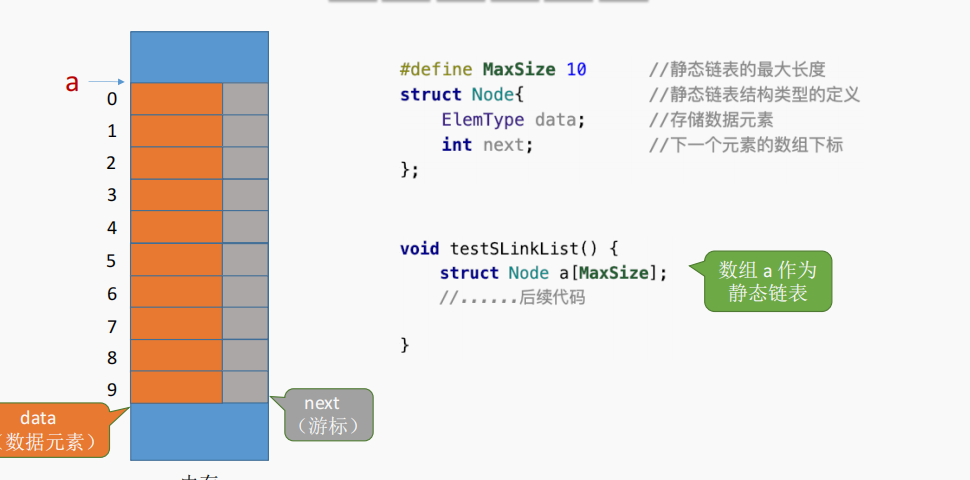 a
0
1
2
3
4
5
6
7
8
9
data
（数据元素）
next
（游标）
#define MaxSize 10 //静态链表的最大长度
struct Node{ //静态链表结构类型的定义
ElemType data; //存储数据元素
int next; //下一个元素的数组下标
};
void testSLinkList() {
struct Node a[MaxSize];
//......后续代码
}
数组 a 作为
静态链表